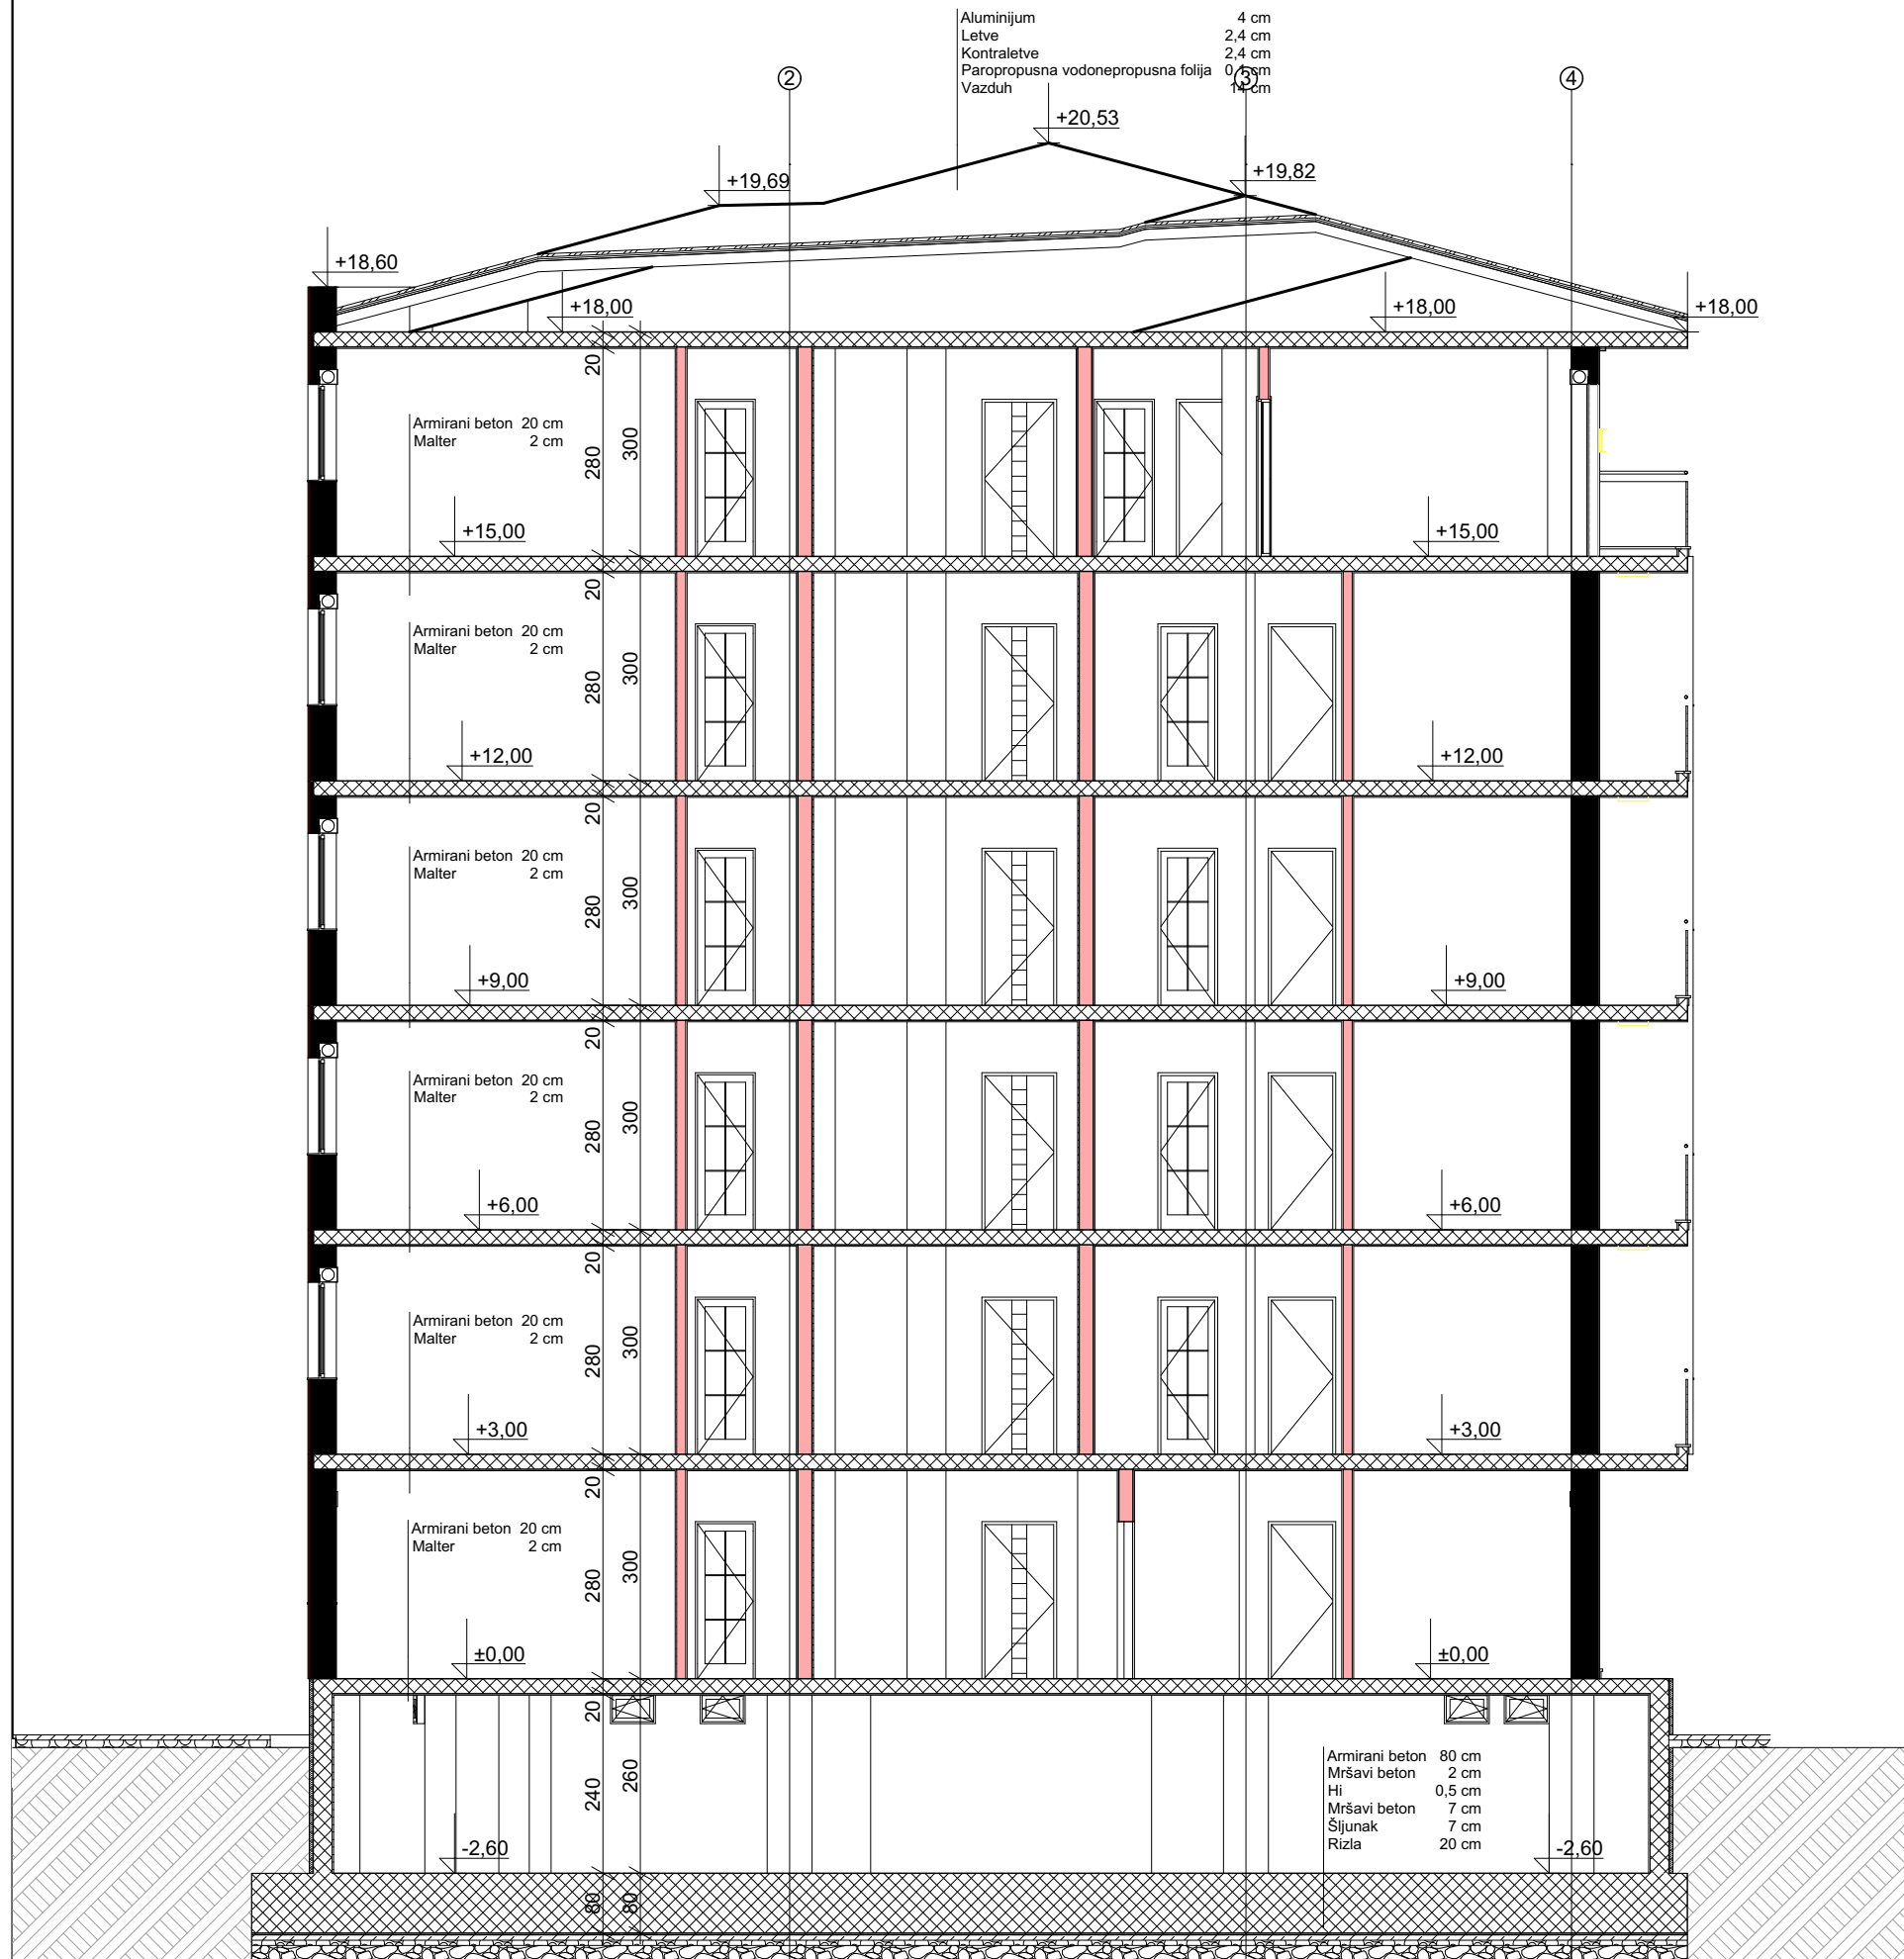 Aluminijum 4 cm
Letve 2,4 cm
Kontraletve 2,4 cm
Paropropusna vodonepropusna folija 0,1 cm
Vazduh 14 cm
2
3
4
+20,53
+19,69
+19,82
+18,60
+18,00
+18,00
+18,00
20
Armirani beton 20 cm
Malter 2 cm
280
300
+15,00
+15,00
20
Armirani beton 20 cm
Malter 2 cm
280
300
+12,00
+12,00
20
Armirani beton 20 cm
Malter 2 cm
280
300
+9,00
+9,00
20
Armirani beton 20 cm
Malter 2 cm
280
300
+6,00
+6,00
20
Armirani beton 20 cm
Malter 2 cm
280
300
+3,00
+3,00
20
Armirani beton 20 cm
Malter 2 cm
280
300
±0,00
±0,00
20
240
260
Armirani beton 80 cm
Mršavi beton 2 cm
Hi 0,5 cm
Mršavi beton 7 cm
Šljunak 7 cm
Rizla 20 cm
-2,60
-2,60
80
80